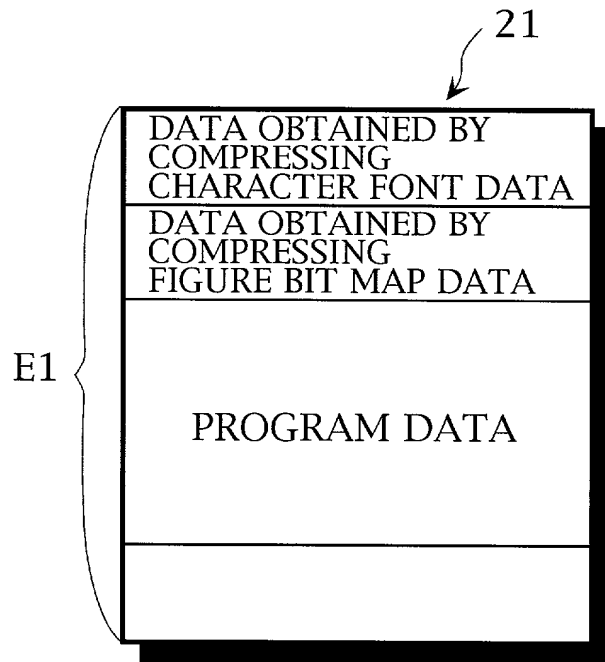 21
DATA OBTAINED BY
COMPRESSING
CHARACTER FONT DATA
DATA OBTAINED BY
COMPRESSING
FIGURE BIT MAP DATA
E1
PROGRAM DATA